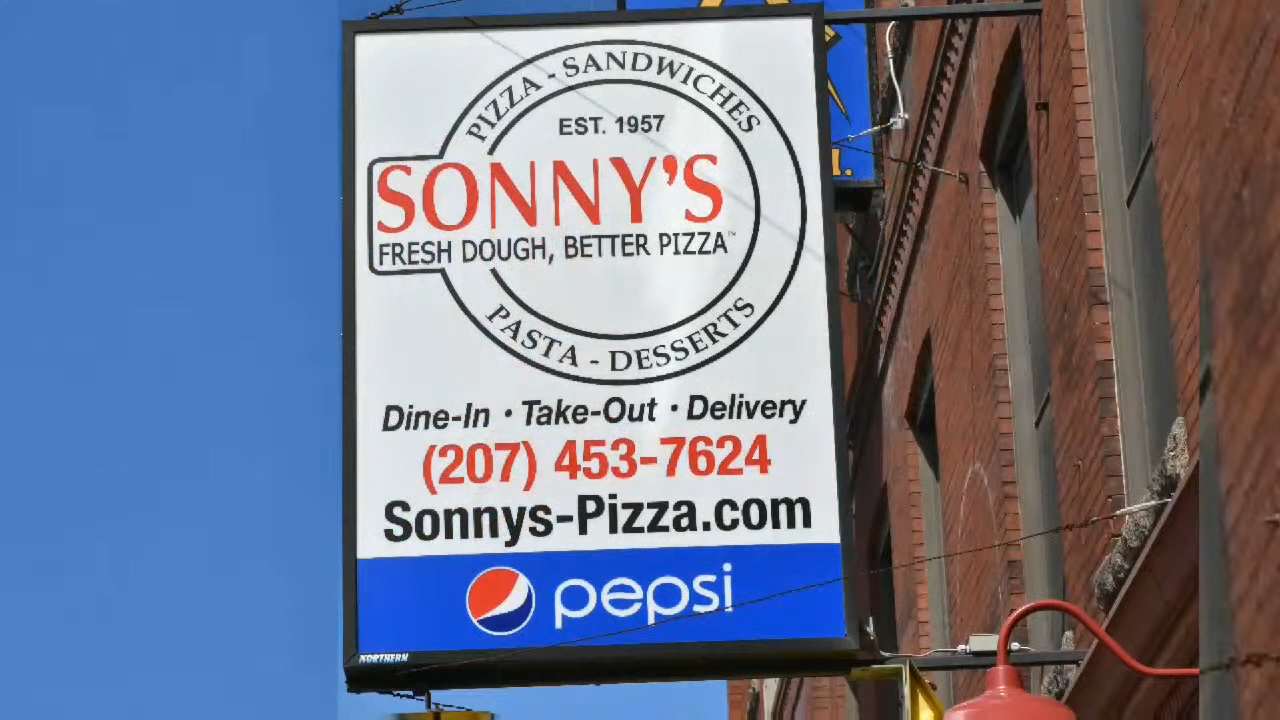 PIZZA - SANDWICHES
EST. 1957
SONNY'S
FRESH DOUGH, BETTER PIZZA™
PASTA - DESSERTS
Dine-In · Take-Out · Delivery
(207) 453-7624
Sonnys-Pizza.com
pepsi
NORTHERN